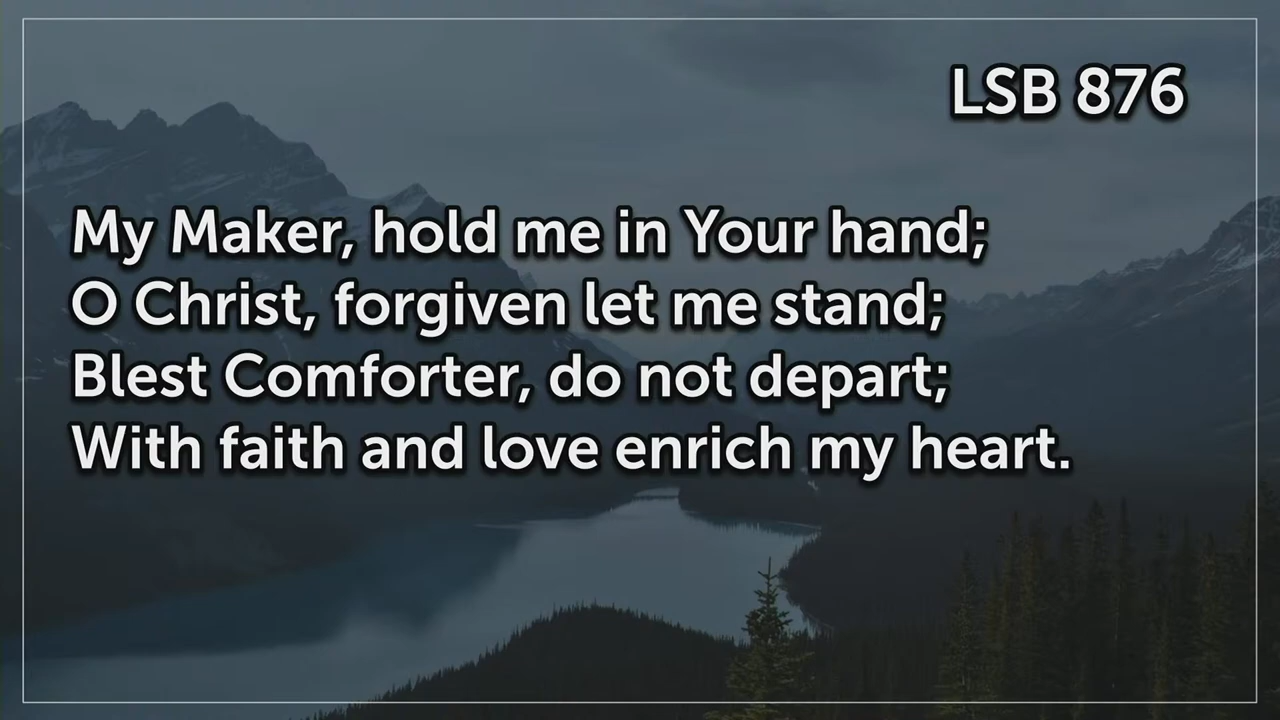 LSB 876
My Maker, hold me in Your hand;
O Christ, forgiven let me stand;
Blest Comforter, do not depart;
With faith and love enrich my heart.